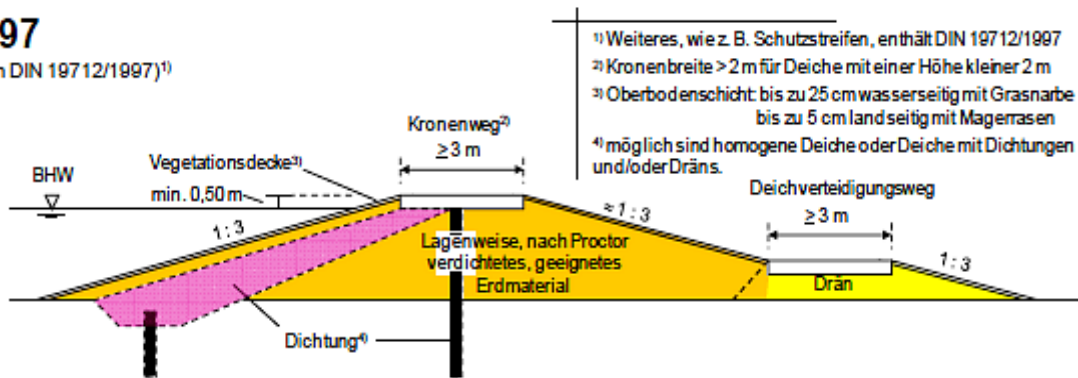 97
n DIN 19712/1997)¹⁾
¹⁾ Weiteres, wie z. B. Schutzstreifen, enthält DIN 19712/1997
²⁾ Kronenbreite > 2 m für Deiche mit einer Höhe kleiner 2 m
³⁾ Oberbodenschicht: bis zu 25 cm wasserseitig mit Grasnarbe
bis zu 5 cm landseitig mit Magerrasen
⁴⁾ möglich sind homogene Deiche oder Deiche mit Dichtungen
und/oder Dräns.
Kronenweg²⁾
≥ 3 m
Vegetationsdecke³⁾
min. 0,50 m
BHW
1 : 3
≈ 1 : 3
Deichverteidigungsweg
≥ 3 m
1 : 3
Lagenweise, nach Proctor
verdichtetes, geeignetes
Erdmaterial
Drän
Dichtung⁴⁾